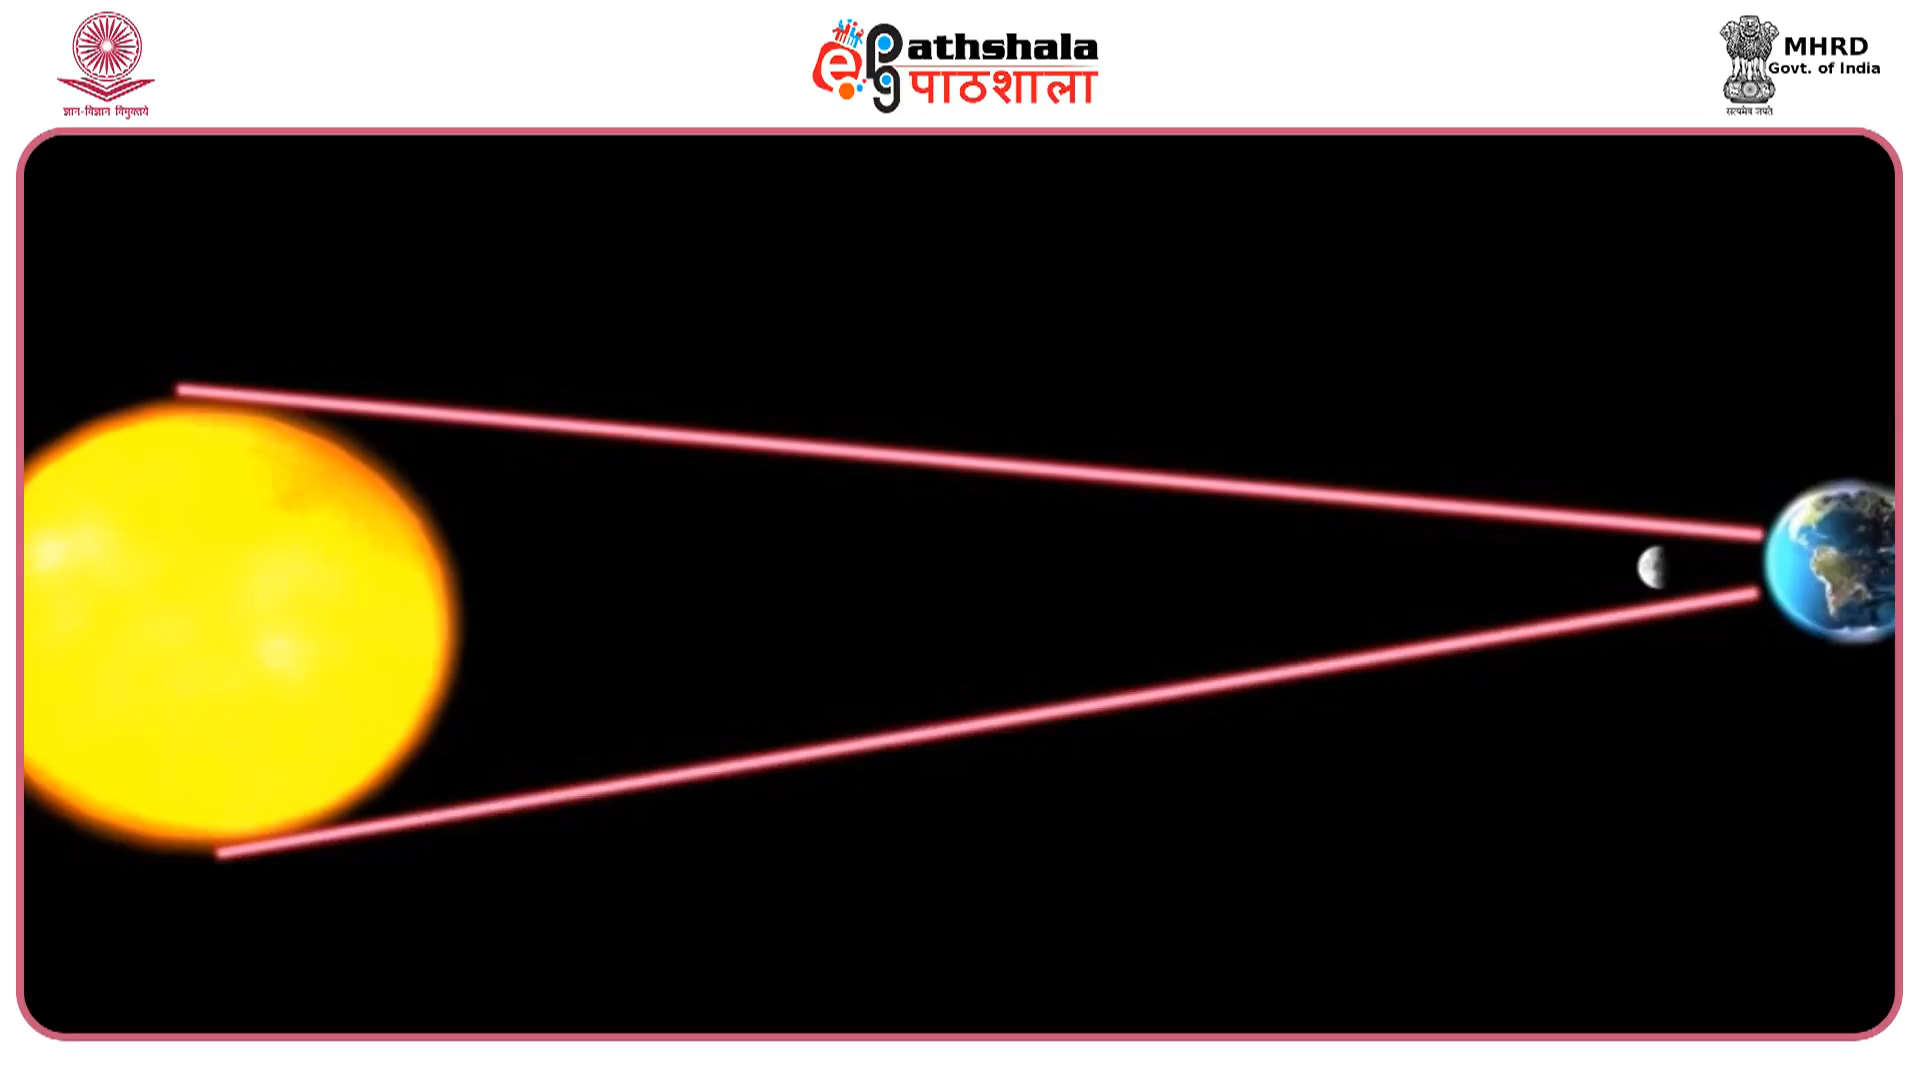 ज्ञान-विज्ञान विमुक्तये
ePathshala
पाठशाला
MHRD
Govt. of India
सत्यमेव जयते